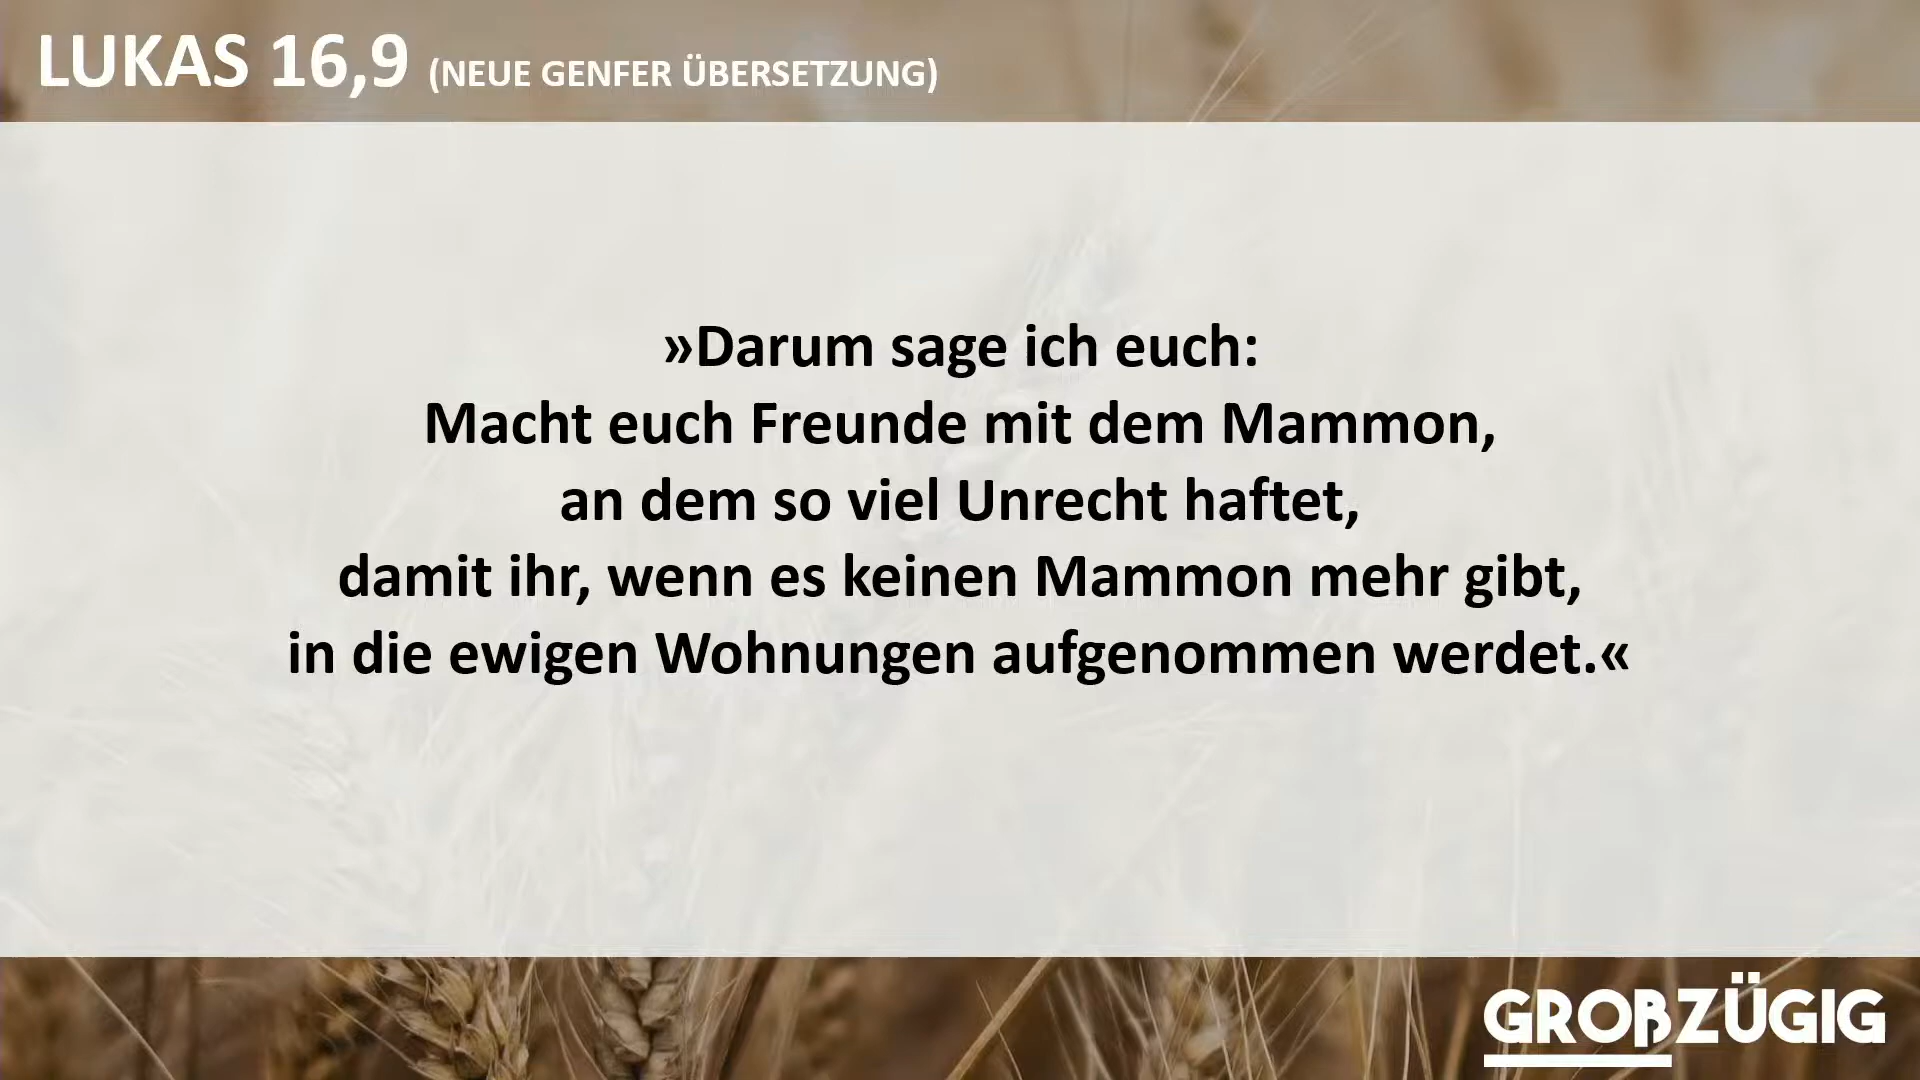 LUKAS 16,9 (NEUE GENFER ÜBERSETZUNG)
»Darum sage ich euch:
Macht euch Freunde mit dem Mammon,
an dem so viel Unrecht haftet,
damit ihr, wenn es keinen Mammon mehr gibt,
in die ewigen Wohnungen aufgenommen werdet.«
GROßZÜGIG